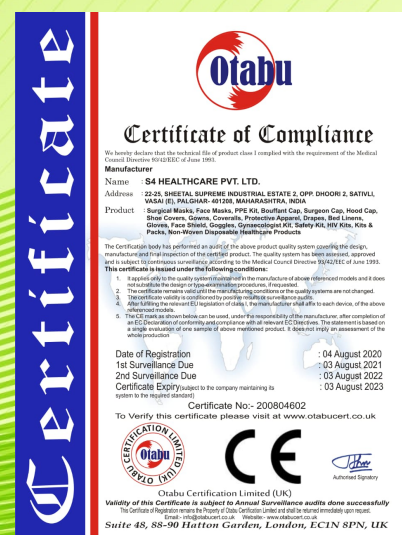 Certificate
Otabu
Certificate of Compliance
We hereby declare that the technical file of product class I complied with the requirement of the Medical
Council Directive 93/42/EEC of June 1993.
Manufacturer
Name : S4 HEALTHCARE PVT. LTD.
Address : 22-25, SHEETAL SUPREME INDUSTRIAL ESTATE 2, OPP. DHOORI 2, SATIVLI,
VASAI (E), PALGHAR- 401208, MAHARASHTRA, INDIA
Product : Surgical Masks, Face Masks, PPE Kit, Bouffant Cap, Surgeon Cap, Hood Cap,
Shoe Covers, Gowns, Coveralls, Protective Apparel, Drapes, Bed Linens,
Gloves, Face Shield, Goggles, Gynaecologist Kit, Safety Kit, HIV Kits, Kits &
Packs, Non-Woven Disposable Healthcare Products
The Certification body has performed an audit of the above product quality system covering the design,
manufacture and final inspection of the certified product. The quality system has been assessed, approved
and is subject to continuous surveillance according to the Medical Council Directive 93/42/EEC of June 1993.
This certificate is issued under the following conditions:
1. It applies only to the quality system maintained in the manufacture of above referenced models and it does
not substitute the design or type-examination procedures, if requested.
2. The certificate remains valid until the manufacturing conditions or the quality systems are not changed.
3. The certificate validity is conditioned by positive results or surveillance audits.
4. After fulfilling the relevant EU legislation of class I, the manufacturer shall affix to each device, of the above
referenced models.
5. The CE mark as shown below can be used, under the responsibility of the manufacturer, after completion of
an EC Declaration of conformity and compliance with all relevant EC Directives. The statement is based on
a single evaluation of one sample of above mentioned product. It does not imply an assessment of the
whole production.
Date of Registration : 04 August 2020
1st Surveillance Due : 03 August 2021
2nd Surveillance Due : 03 August 2022
Certificate Expiry(subject to the company maintaining its : 03 August 2023
system to the required standard)
Certificate No:- 200804602
To Verify this certificate please visit at www.otabucert.co.uk
CERTIFICATION LIMITED (UK)
Otabu
OTABU
CE
Authorised Signatory
Otabu Certification Limited (UK)
Validity of this Certificate is subject to Annual Surveillance audits done successfully
This Certificate of Registration remains the Property of Otabu Certification Limited and shall be returned immediately upon request.
Email:- info@otabucert.co.uk Website:- www.otabucert.co.uk
Suite 48, 88-90 Hatton Garden, London, EC1N 8PN, UK